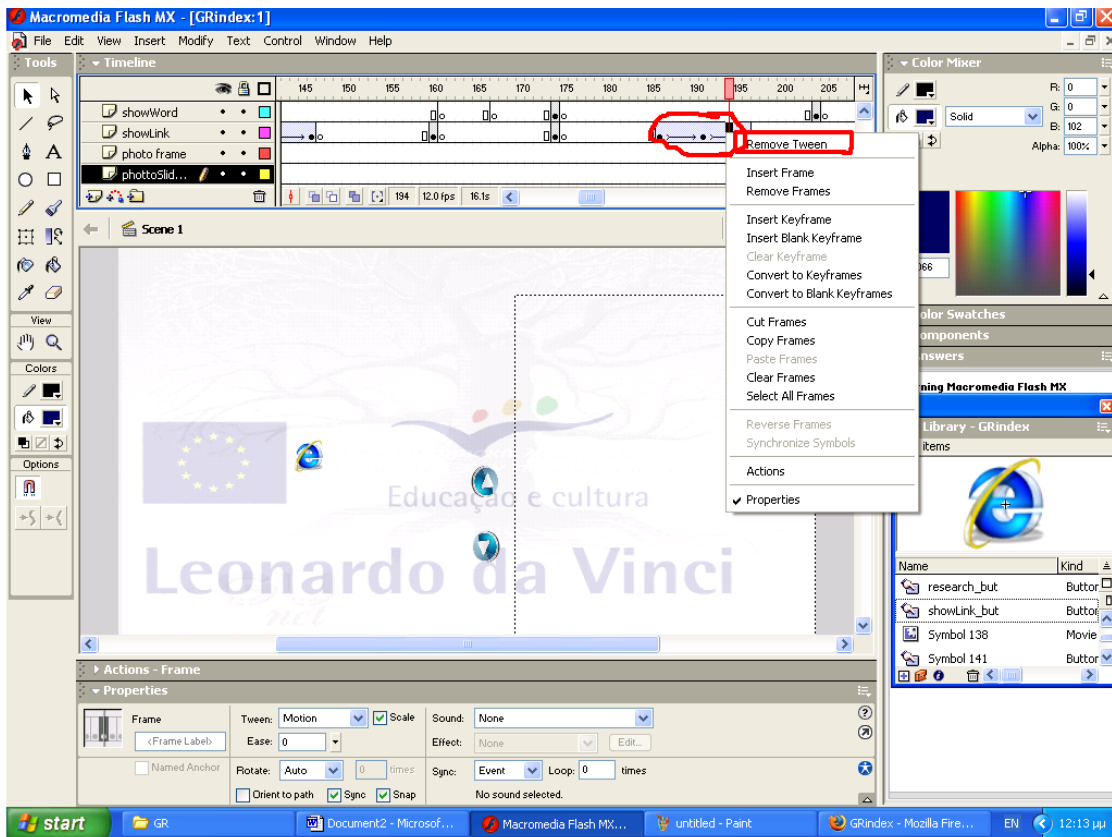 Macromedia Flash MX - [GRindex:1]
File Edit View Insert Modify Text Control Window Help
Tools
Timeline
Color Mixer
145 150 155 160 165 170 175 180 185 190 195 200 205
showWord
showLink
photo frame
phottoSlid...
194 12.0 fps 16.1s
Scene 1
R: 0
G: 0
B: 102
Alpha: 100%
Solid
Remove Tween
Insert Frame
Remove Frames
Insert Keyframe
Insert Blank Keyframe
Clear Keyframe
Convert to Keyframes
Convert to Blank Keyframes
Cut Frames
Copy Frames
Paste Frames
Clear Frames
Select All Frames
Reverse Frames
Synchronize Symbols
Actions
Properties
View
Colors
Options
066
olor Swatches
omponents
nswers
rning Macromedia Flash MX
Library - GRindex
items
Name Kind
research_but Button
showLink_but Button
Symbol 138 Movie
Symbol 141 Button
Educação e cultura
Leonardo da Vinci
net
Actions - Frame
Properties
Frame
<Frame Label>
Named Anchor
Tween: Motion Scale
Ease: 0
Rotate: Auto 0 times
Orient to path Sync Snap
Sound: None
Effect: None Edit...
Sync: Event Loop: 0 times
No sound selected.
start GR Document2 - Microsof... Macromedia Flash MX... untitled - Paint GRindex - Mozilla Fire... EN 12:13 μμ